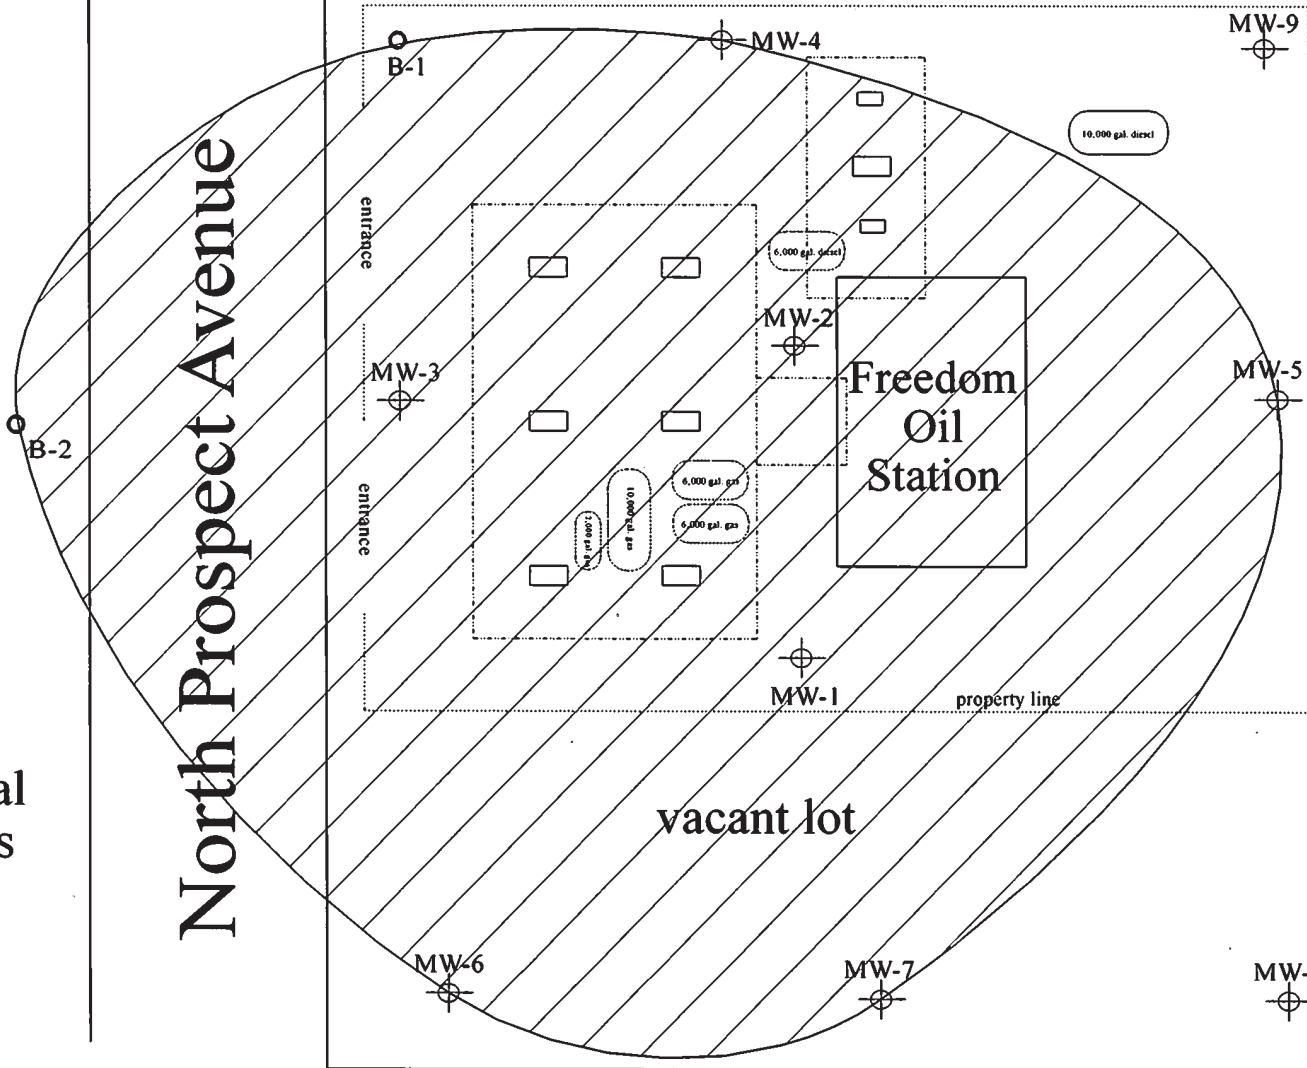 MW-9
MW-4
B-1
10,000 gal. diesel
North Prospect Avenue
entrance
6,000 gal. diesel
MW-2
MW-3
MW-5
Freedom
Oil
Station
B-2
6,000 gal. gas
10,000 gal. gas
6,000 gal. gas
entrance
MW-1
property line
al
s
vacant lot
MW-6
MW-7
MW-